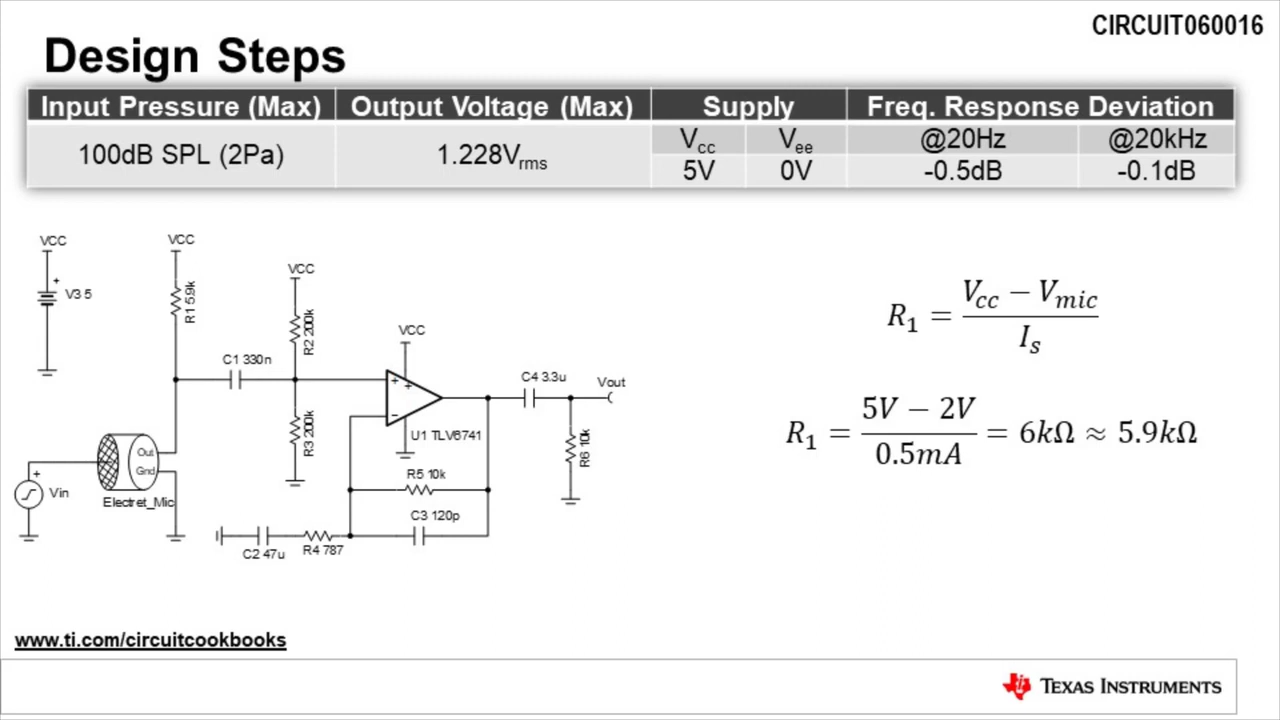 CIRCUIT060016
Design Steps
Input Pressure (Max) Output Voltage (Max) Supply Freq. Response Deviation
100dB SPL (2Pa) 1.228Vrms Vcc Vee @20Hz @20kHz
5V 0V -0.5dB -0.1dB
VCC
V3 5
VCC
R1 5.9k
VCC
R2 200k
C1 330n
R3 200k
VCC
+
+
−
U1 TLV6741
C4 3.3u
Vout
R6 10k
R5 10k
C3 120p
C2 47u
R4 787
Out
Gnd
Electret_Mic
+
Vin
R₁ = (Vcc − Vmic) / Is
R₁ = (5V − 2V) / 0.5mA = 6kΩ ≈ 5.9kΩ
www.ti.com/circuitcookbooks
TEXAS INSTRUMENTS